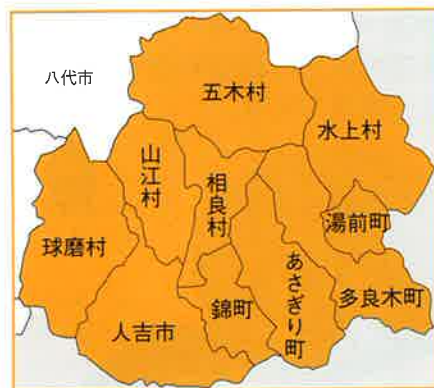 八代市
五木村
水上村
山江村
相良村
湯前町
球磨村
あさぎり町
多良木町
錦町
人吉市